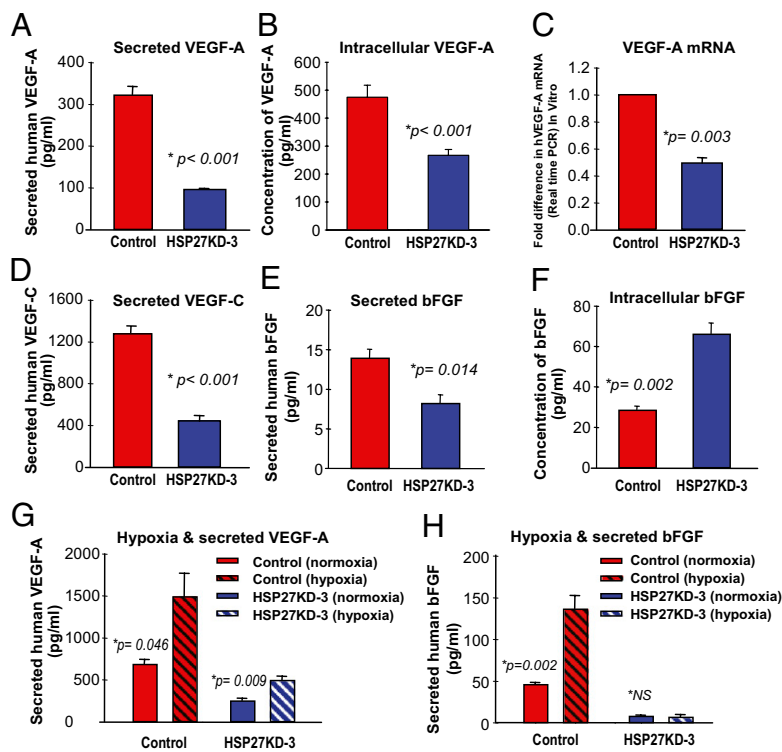 A
Secreted VEGF-A
Secreted human VEGF-A
(pg/ml)
400
300
200
100
0
* p< 0.001
Control
HSP27KD-3
B
Intracellular VEGF-A
Concentration of VEGF-A
(pg/ml)
600
500
400
300
200
100
0
*p< 0.001
Control
HSP27KD-3
C
VEGF-A mRNA
Fold difference in hVEGF-A mRNA
(Real time PCR) In Vitro
1.2
1.0
0.8
0.6
0.4
0.2
0
*p= 0.003
Control
HSP27KD-3
D
Secreted VEGF-C
Secreted human VEGF-C
(pg/ml)
1600
1200
800
400
0
* p< 0.001
Control
HSP27KD-3
E
Secreted bFGF
Secreted human bFGF
(pg/ml)
20
15
10
5
0
*p= 0.014
Control
HSP27KD-3
F
Intracellular bFGF
Concentration of bFGF
(pg/ml)
80
60
40
20
0
*p= 0.002
Control
HSP27KD-3
G
Hypoxia & secreted VEGF-A
Secreted human VEGF-A
(pg/ml)
2000
1500
1000
500
0
Control (normoxia)
Control (hypoxia)
HSP27KD-3 (normoxia)
HSP27KD-3 (hypoxia)
*p= 0.046
*p= 0.009
Control
HSP27KD-3
H
Hypoxia & secreted bFGF
Secreted human bFGF
(pg/ml)
200
150
100
50
0
Control (normoxia)
Control (hypoxia)
HSP27KD-3 (normoxia)
HSP27KD-3 (hypoxia)
*p=0.002
*NS
Control
HSP27KD-3